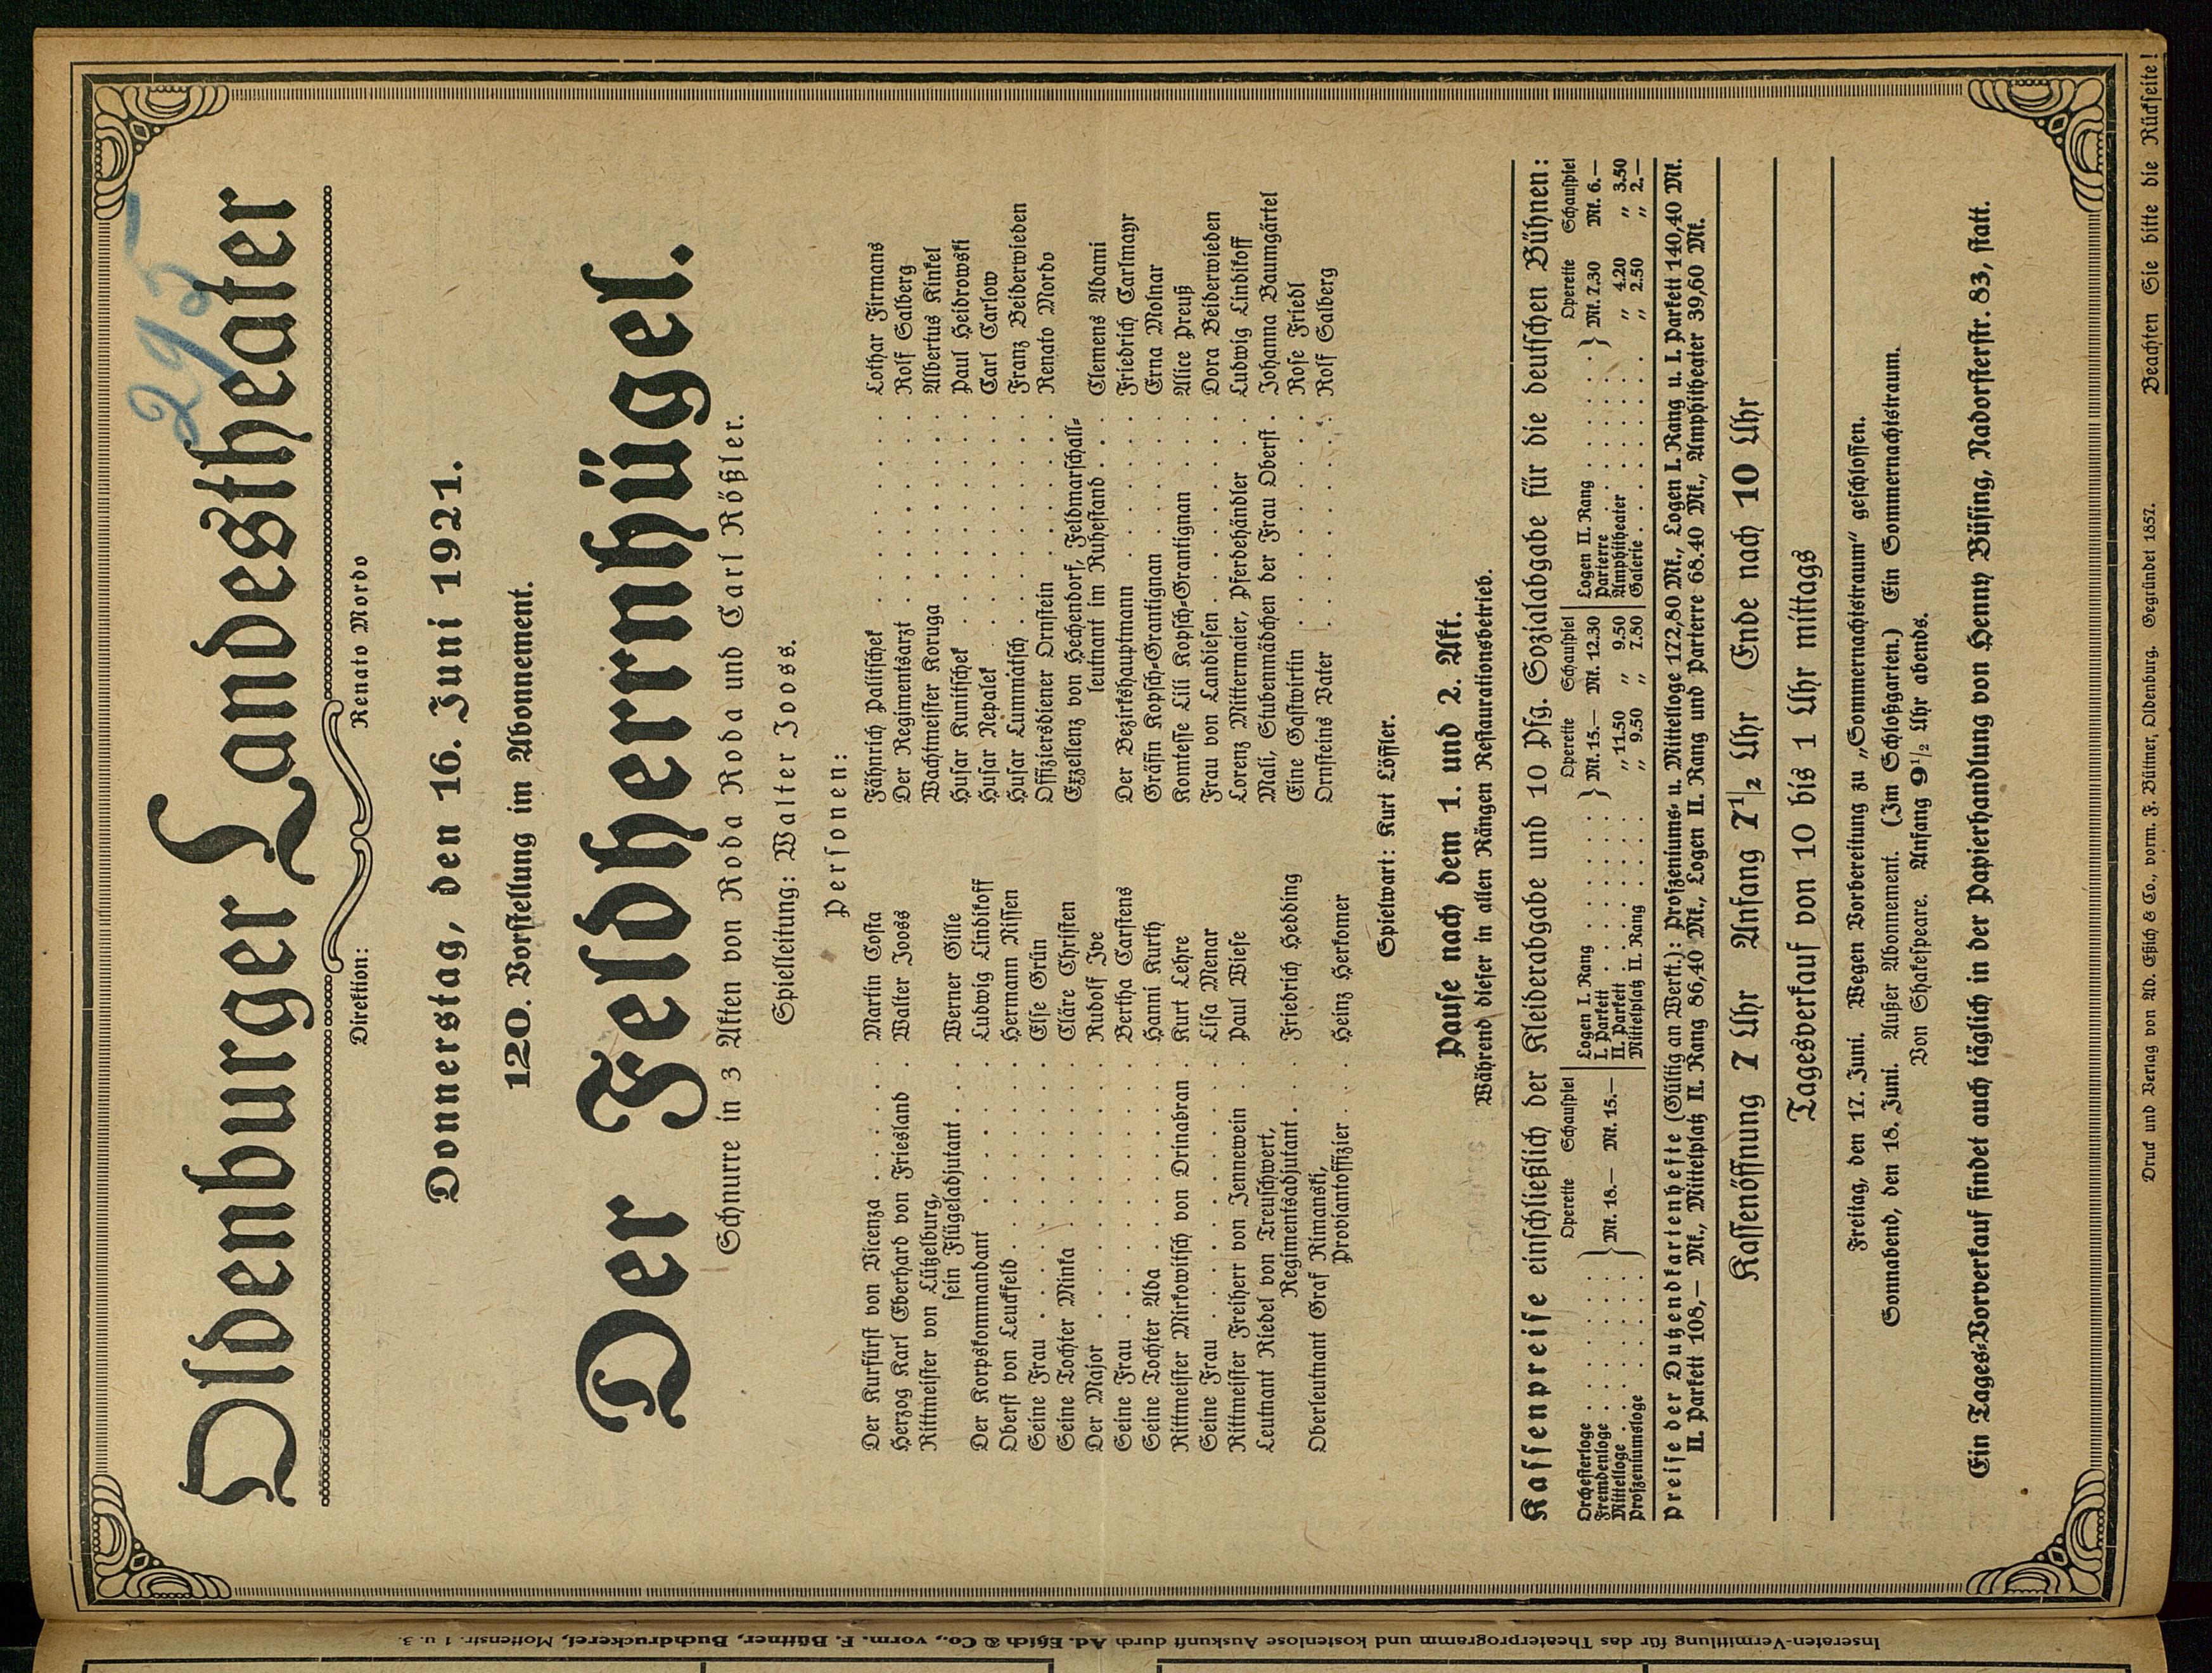 295
Oldenburger Landestheater
Direktion: Renato Mordo
Donnerstag, den 16. Juni 1921.
120. Vorstellung im Abonnement.
Der Feldherrnhügel.
Schnurre in 3 Akten von Roda Roda und Carl Rößler.
Spielleitung: Walter Jooss.
Personen:
Der Kurfürst von Vicenza . . . . . Martin Costa
Herzog Karl Eberhard von Friesland . Walter Jooss
Rittmeister von Lützelburg,
sein Flügeladjutant . . . Werner Gille
Der Korpskommandant . . . . . Ludwig Lindikoff
Oberst von Leuckfeld . . . . . . Hermann Nissen
Seine Frau . . . . . . . . Else Grün
Seine Tochter Minka . . . . . . Cläre Christen
Der Major . . . . . . . . Rudolf Ive
Seine Frau . . . . . . . . Bertha Carstens
Seine Tochter Ada . . . . . . Hanni Kurth
Rittmeister Mirkowitsch von Drinabran . Kurt Lehre
Seine Frau . . . . . . . . Lisa Menar
Rittmeister Freiherr von Jennewein . . Paul Wiese
Leutnant Riedel von Treuschwert,
Regimentsadjutant . . . . Friedrich Hedding
Oberleutnant Graf Rimanski,
Proviantoffizier . . . Heinz Herkomer
Fähnrich Palitschek . . . . . . . Lothar Firmans
Der Regimentsarzt . . . . . . . Rolf Salberg
Wachtmeister Koruga . . . . . . Albertus Kinkel
Husar Kunitschek . . . . . . . Paul Heidrowski
Husar Nepalek . . . . . . . . Carl Carlow
Husar Lunmatsch . . . . . . . Franz Beiderwieden
Offiziersdiener Ornstein . . . . . Renato Mordo
Exzellenz von Hechendorf, Feldmarschall-
leutnant im Ruhestand . . . Clemens Adami
Der Bezirkshauptmann . . . . . . Friedrich Carlmayr
Gräfin Kopsch-Grantignan . . . . . Erna Molnar
Komtesse Lili Kopsch-Grantignan . . . Alice Preuß
Frau von Landiesen . . . . . . . Dora Beiderwieden
Lorenz Mittermaier, Pferdehändler . . Ludwig Lindikoff
Mali, Stubenmädchen der Frau Oberst . Johanna Baumgärtel
Eine Gastwirtin . . . . . . . . Rose Friedl
Ornsteins Vater . . . . . . . . Rolf Salberg
Spielwart: Kurt Löffler.
Pause nach dem 1. und 2. Akt.
Während dieser in allen Rängen Restaurationsbetrieb.
Kassenpreise einschließlich der Kleiderabgabe und 10 Pfg. Sozialabgabe für die deutschen Bühnen:
Operette Schauspiel
Orchesterloge . . . . . .
Fremdenloge . . . . . .
Mittelloge . . . . . . .
Proszeniumsloge . . . . .
} Mk. 18.— Mk. 15.—
Operette Schauspiel
Logen I. Rang . . . . . .
I. Parkett . . . . . . .
} Mk. 15.— Mk. 12.30
II. Parkett . . . . . . . „ 11.50 „ 9.50
Mittelplatz II. Rang . . . . „ 9.50 „ 7.80
Operette Schauspiel
Logen II. Rang . . . . . .
Parterre . . . . . . . .
} Mk. 7.30 Mk. 6.—
Amphitheater . . . . . . „ 4.20 „ 3.50
Galerie . . . . . . . . „ 2.50 „ 2.—
Preise der Dutzendkartenhefte (Gültig an Werkt.): Proszeniums- u. Mittelloge 172,80 Mk., Logen I. Rang u. I. Parkett 140,40 Mk.
II. Parkett 108,— Mk., Mittelplatz II. Rang 86,40 Mk., Logen II. Rang und Parterre 68.40 Mk., Amphitheater 39,60 Mk.
Kassenöffnung 7 Uhr Anfang 7½ Uhr Ende nach 10 Uhr
Tagesverkauf von 10 bis 1 Uhr mittags
Freitag, den 17. Juni. Wegen Vorbereitung zu „Sommernachtstraum“ geschlossen.
Sonnabend, den 18. Juni. Außer Abonnement. (Im Schloßgarten.) Ein Sommernachtstraum.
Von Shakespeare. Anfang 9½ Uhr abends.
Ein Tages-Vorverkauf findet auch täglich in der Papierhandlung von Henny Büsing, Nadorsterstr. 83, statt.
Druck und Verlag von Ad. Eßich & Co., vorm. F. Büttner, Oldenburg. Gegründet 1857.
Beachten Sie bitte die Rückseite!
Inseraten-Vermittlung für das Theaterprogramm und kostenlose Auskunft durch Ad. Eßich & Co., vorm. F. Büttner, Buchdruckerei, Mottenstr. 1 u. 3.